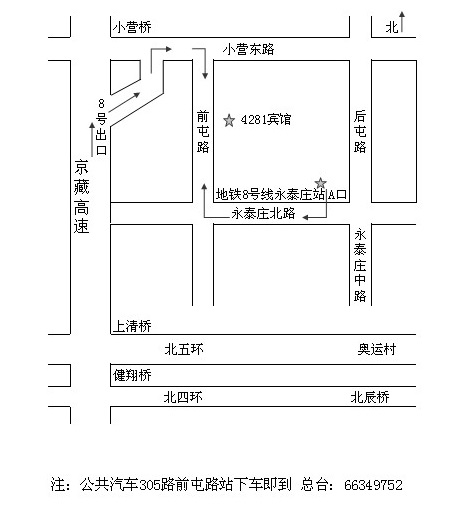 小营桥
北
小营东路
8号出口
前屯路
4281宾馆
后屯路
京藏高速
地铁8号线永泰庄站A口
永泰庄北路
永泰庄中路
上清桥
北五环
奥运村
健翔桥
北四环
北辰桥
注：公共汽车305路前屯路站下车即到 总台：66349752